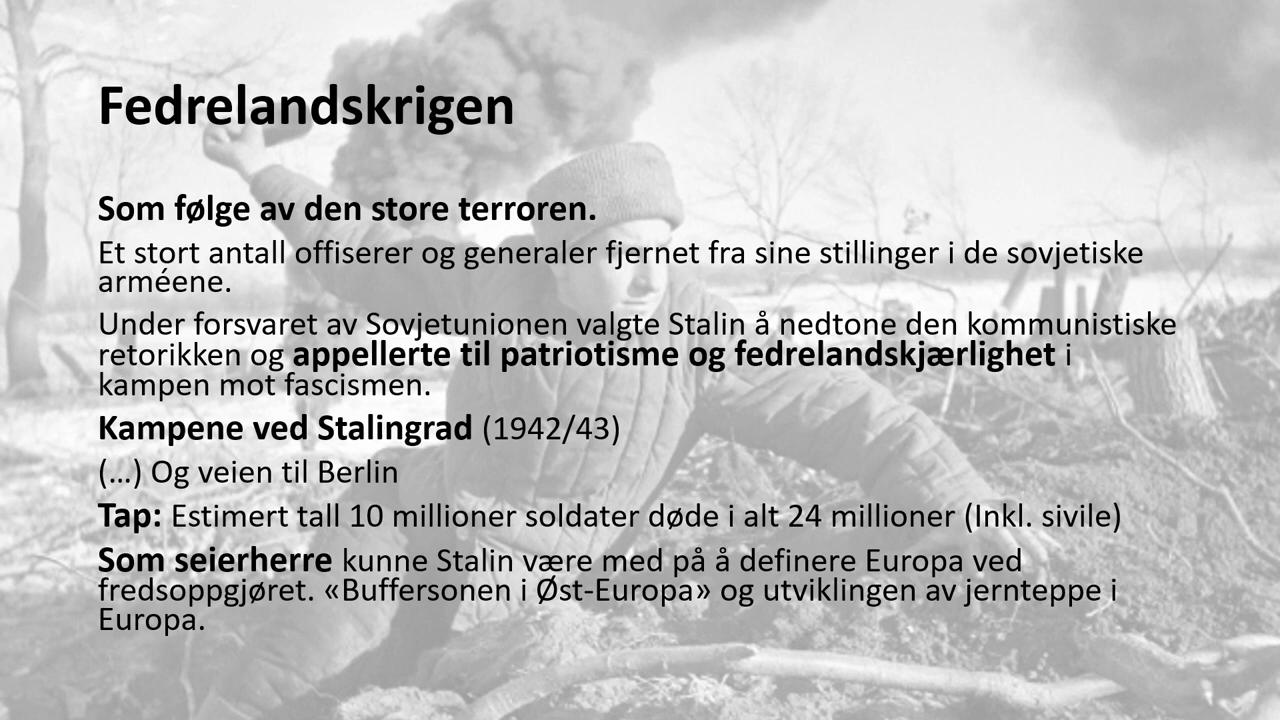 Fedrelandskrigen
Som følge av den store terroren.
Et stort antall offiserer og generaler fjernet fra sine stillinger i de sovjetiske
arméene.
Under forsvaret av Sovjetunionen valgte Stalin å nedtone den kommunistiske
retorikken og appellerte til patriotisme og fedrelandskjærlighet i
kampen mot fascismen.
Kampene ved Stalingrad (1942/43)
(…) Og veien til Berlin
Tap: Estimert tall 10 millioner soldater døde i alt 24 millioner (Inkl. sivile)
Som seierherre kunne Stalin være med på å definere Europa ved
fredsoppgjøret. «Buffersonen i Øst-Europa» og utviklingen av jernteppe i
Europa.